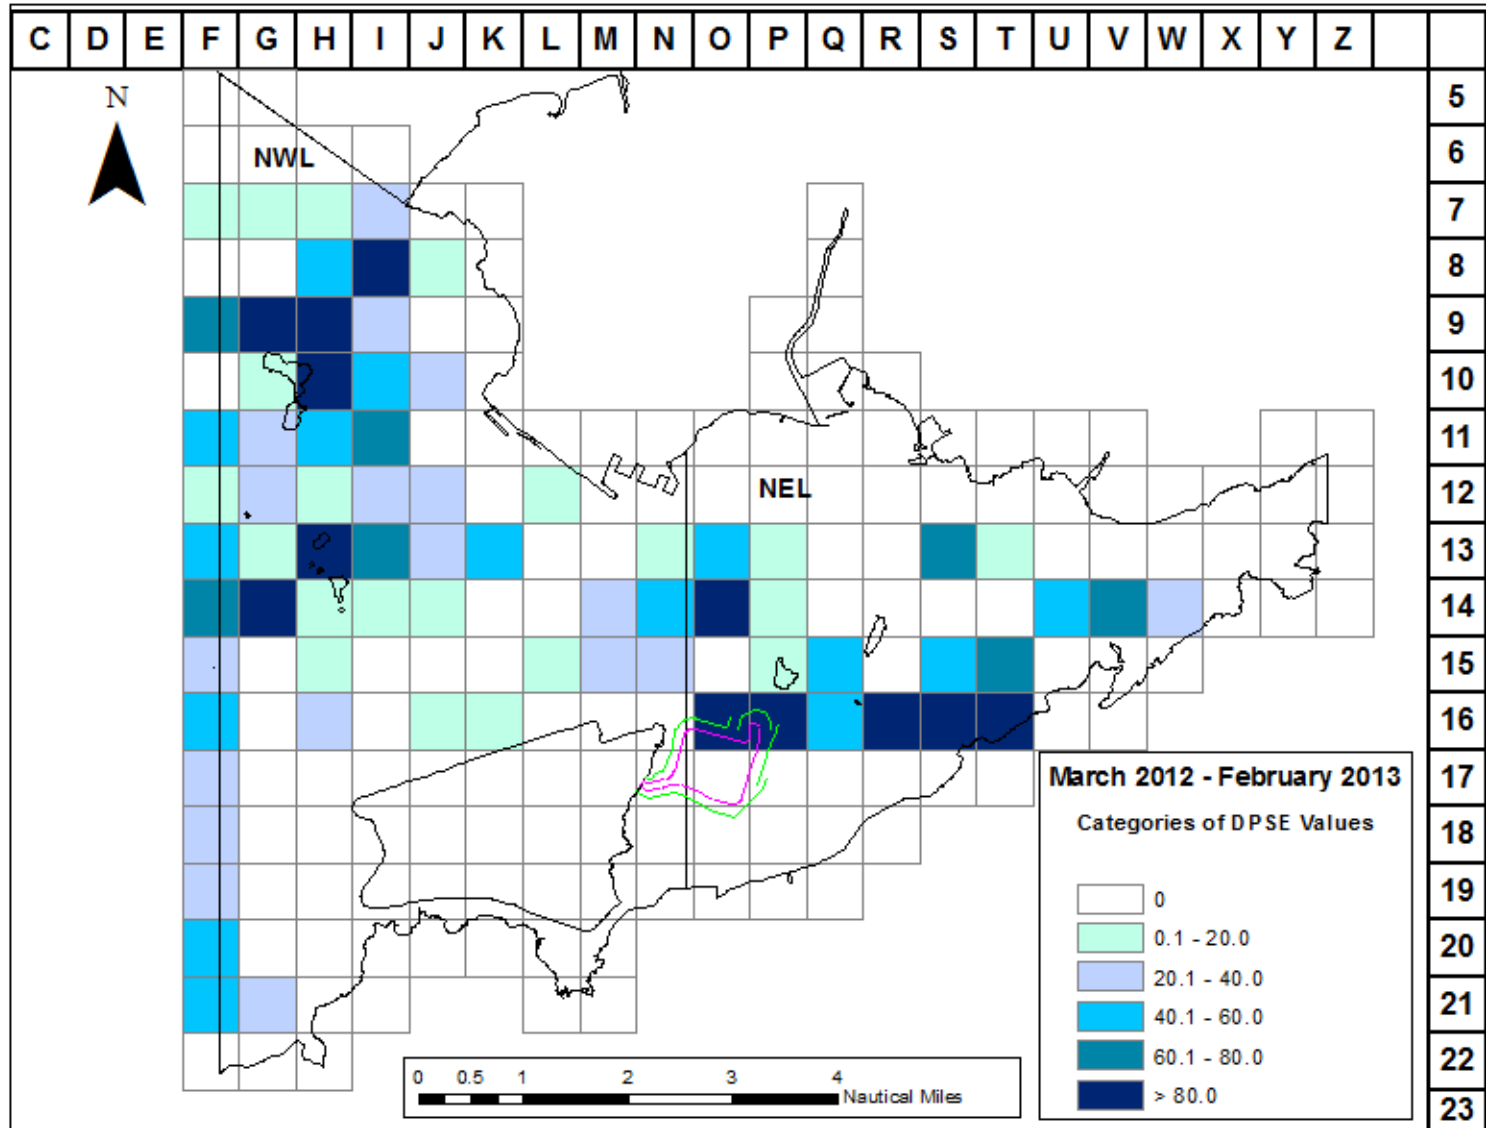 C D E F G H I J K L M N O P Q R S T U V W X Y Z
N
5
NWL
6
7
8
9
10
11
NEL
12
13
14
15
16
17
March 2012 - February 2013
Categories of DPSE Values
18
0
19
0.1 - 20.0
20
20.1 - 40.0
21
40.1 - 60.0
60.1 - 80.0
22
> 80.0
23
0 0.5 1 2 3 4
Nautical Miles